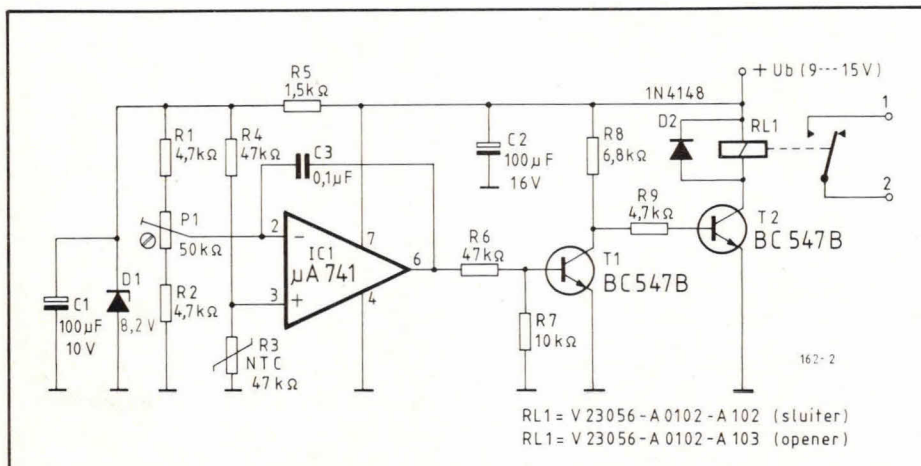 R5
1,5kΩ
+ Ub (9---15V)
1N4148
R1
4,7kΩ
R4
47kΩ
C3
0,1µF
C2
100µF
16V
R8
6,8kΩ
D2
RL1
1
2
P1
50kΩ
2
−
IC1
µA 741
7
6
4
3
+
R6
47kΩ
R9
4,7kΩ
T1
BC547B
T2
BC547B
C1
100µF
10V
D1
8,2V
R2
4,7kΩ
R3
NTC
47kΩ
R7
10kΩ
162-2
RL1= V 23056-A 0102-A 102 (sluiter)
RL1= V 23056-A 0102-A 103 (opener)